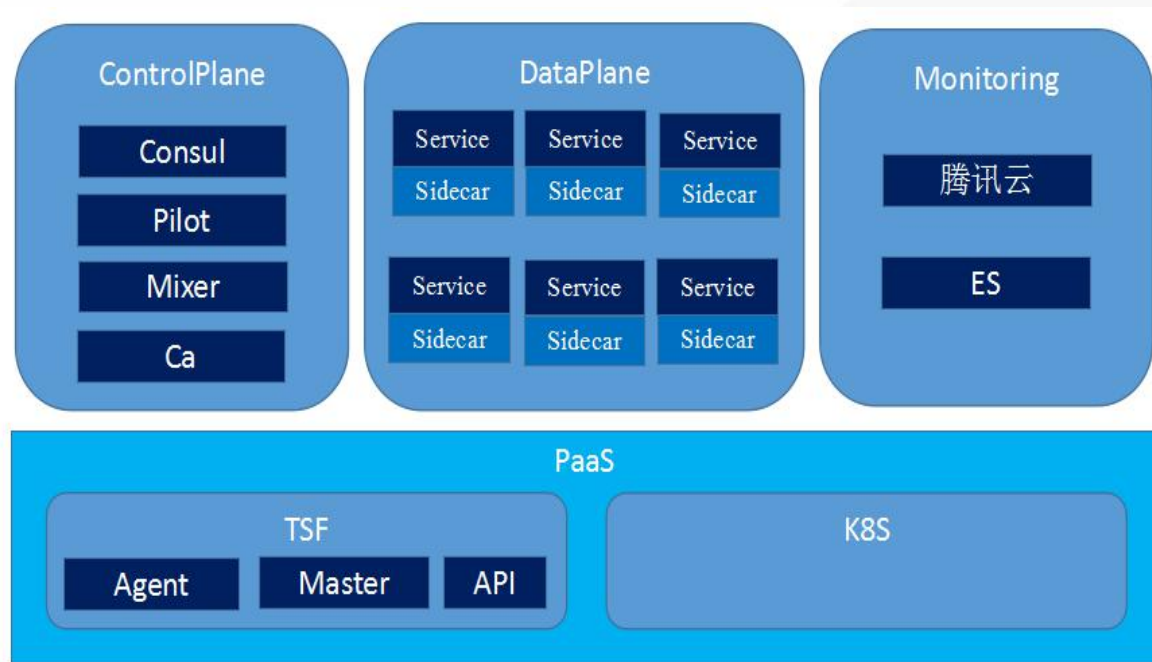 ControlPlane
Consul
Pilot
Mixer
Ca
DataPlane
Service
Service
Service
Sidecar
Sidecar
Sidecar
Service
Service
Service
Sidecar
Sidecar
Sidecar
Monitoring
腾讯云
ES
PaaS
TSF
Agent
Master
API
K8S